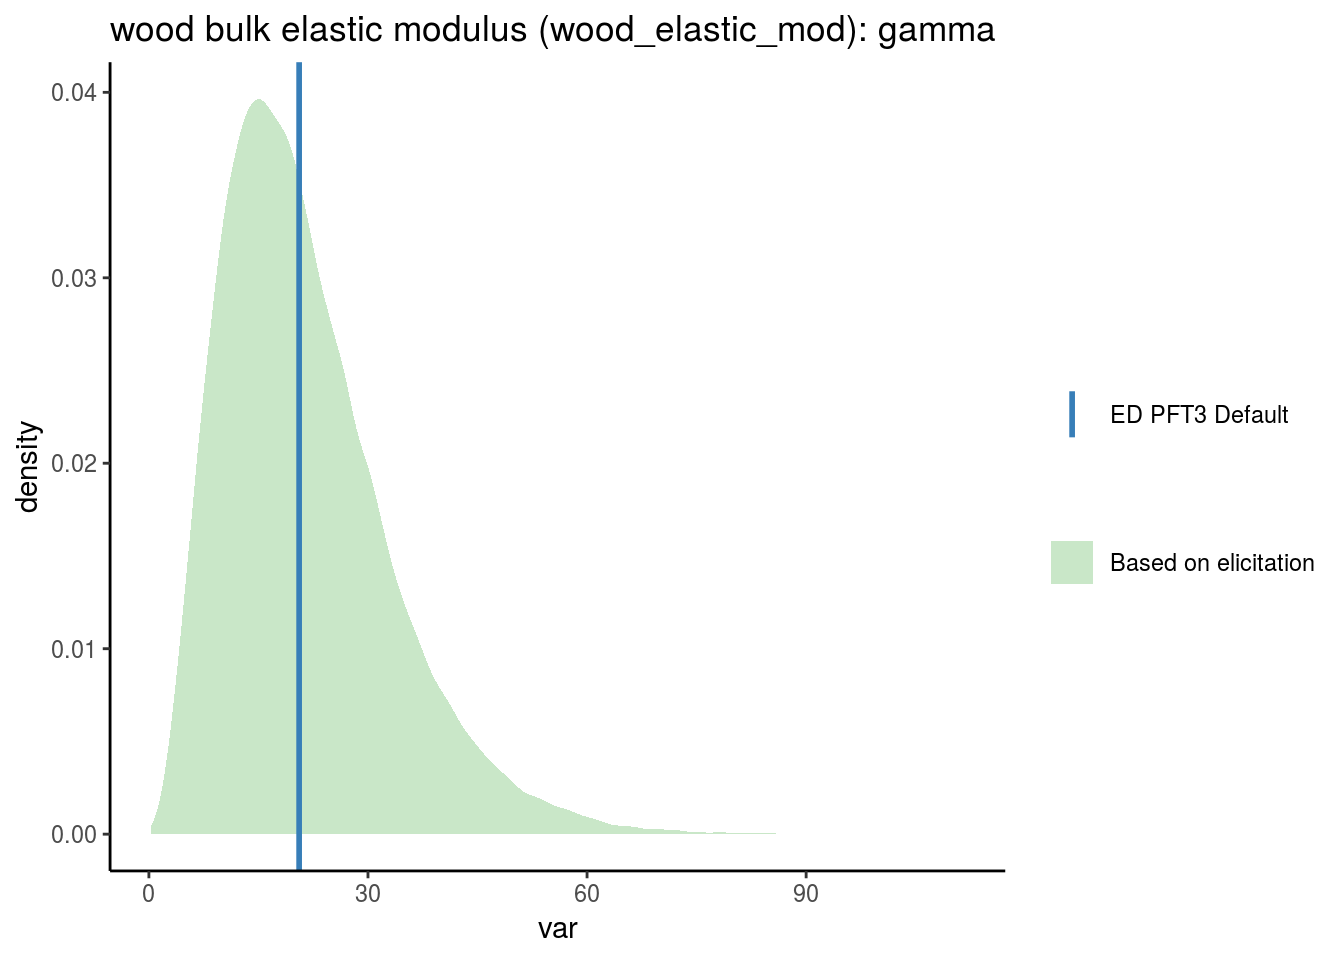 wood bulk elastic modulus (wood_elastic_mod): gamma
0.04
0.03
0.02
0.01
0.00
density
0
30
60
90
var
ED PFT3 Default
Based on elicitation